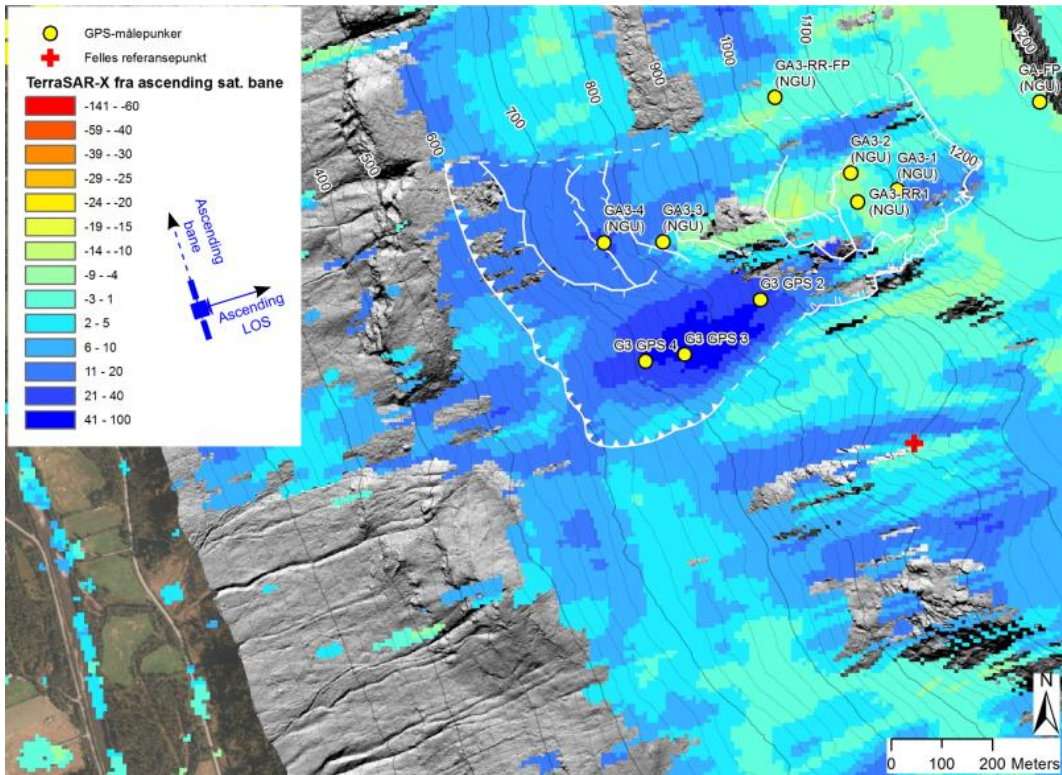 GPS-målepunker
Felles referansepunkt
TerraSAR-X fra ascending sat. bane
-141 - -60
-59 - -40
-39 - -30
-29 - -25
-24 - -20
-19 - -15
-14 - -10
-9 - -4
-3 - 1
2 - 5
6 - 10
11 - 20
21 - 40
41 - 100
Ascending
bane
Ascending
LOS
400
500
600
700
800
900
1000
1100
1200
1200
GA3-RR-FP
(NGU)
GA-FP
(NGU)
GA3-2
(NGU)
GA3-1
(NGU)
GA3-RR1
(NGU)
GA3-4
(NGU)
GA3-3
(NGU)
G3 GPS 2
G3 GPS 4
G3 GPS 3
N
0 100 200 Meters